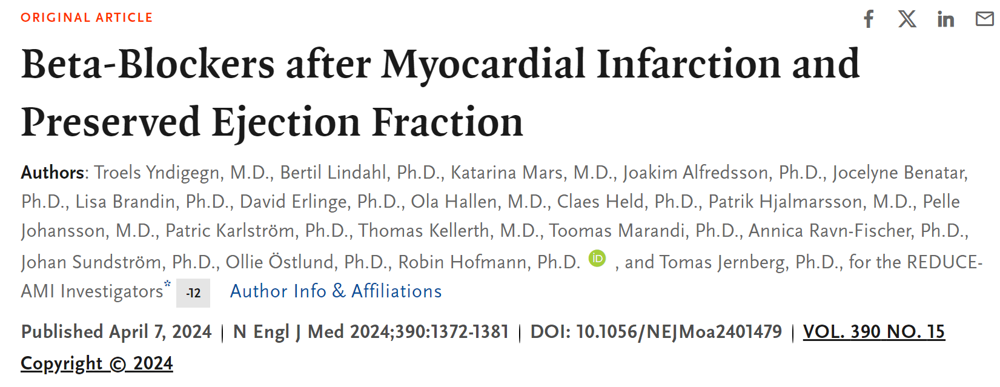 ORIGINAL ARTICLE
Beta-Blockers after Myocardial Infarction and
Preserved Ejection Fraction
Authors: Troels Yndigegn, M.D., Bertil Lindahl, Ph.D., Katarina Mars, M.D., Joakim Alfredsson, Ph.D., Jocelyne Benatar,
Ph.D., Lisa Brandin, Ph.D., David Erlinge, Ph.D., Ola Hallen, M.D., Claes Held, Ph.D., Patrik Hjalmarsson, M.D., Pelle
Johansson, M.D., Patric Karlström, Ph.D., Thomas Kellerth, M.D., Toomas Marandi, Ph.D., Annica Ravn-Fischer, Ph.D.,
Johan Sundström, Ph.D., Ollie Östlund, Ph.D., Robin Hofmann, Ph.D. iD , and Tomas Jernberg, Ph.D., for the REDUCE-
AMI Investigators* -12 Author Info & Affiliations
Published April 7, 2024 | N Engl J Med 2024;390:1372-1381 | DOI: 10.1056/NEJMoa2401479 | VOL. 390 NO. 15
Copyright © 2024